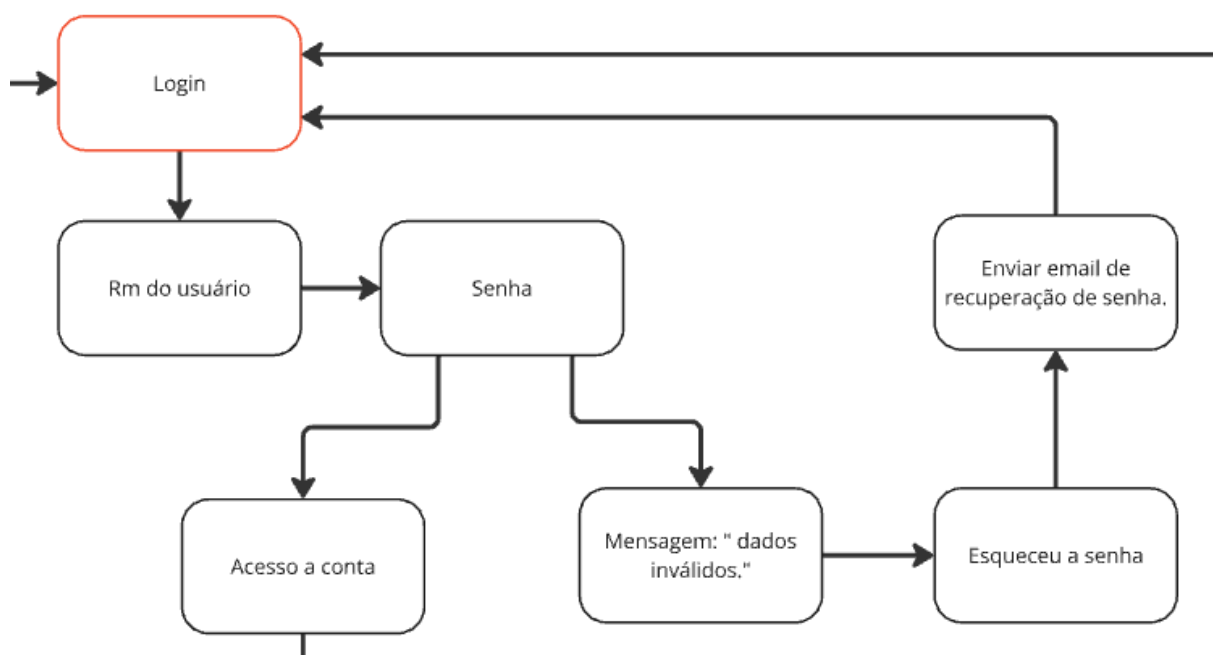 Login
Rm do usuário
Senha
Enviar email de
recuperação de senha.
Acesso a conta
Mensagem: " dados
inválidos."
Esqueceu a senha